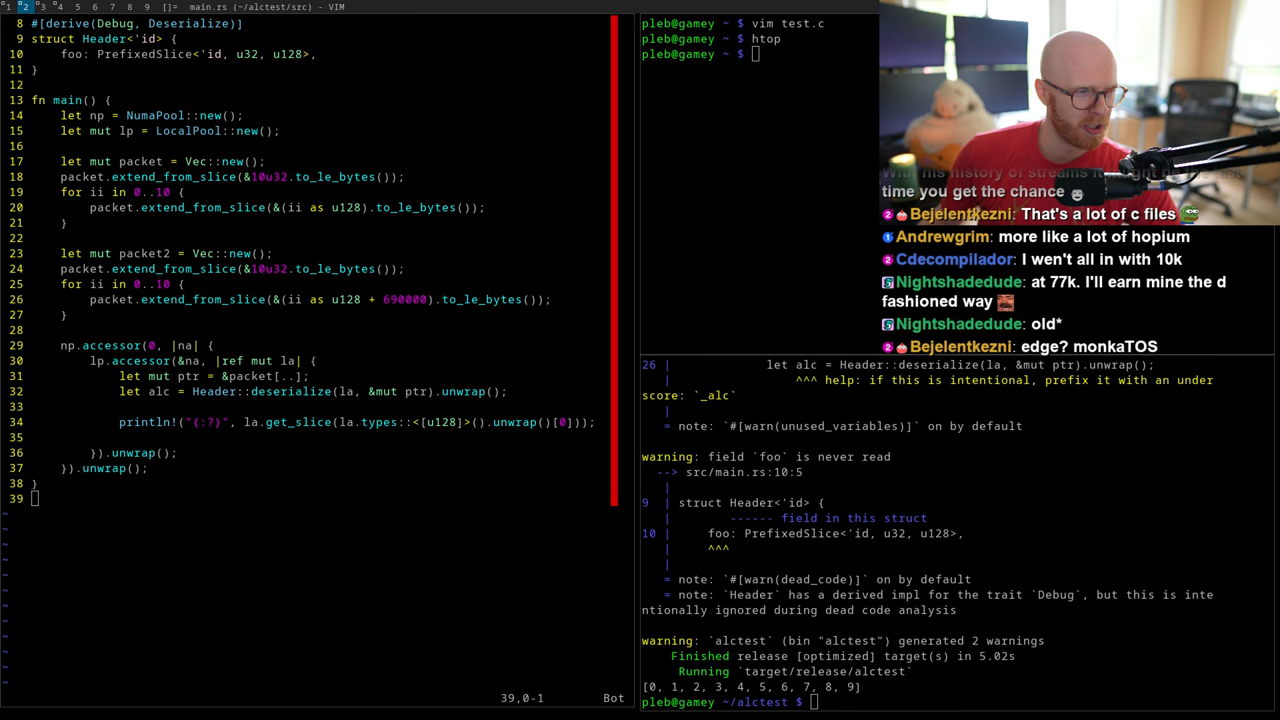 1 2 3 4 5 6 7 8 9 []= main.rs (~/alctest/src) - VIM
8 #[derive(Debug, Deserialize)]
9 struct Header<'id> {
10     foo: PrefixedSlice<'id, u32, u128>,
11 }
12
13 fn main() {
14     let np = NumaPool::new();
15     let mut lp = LocalPool::new();
16
17     let mut packet = Vec::new();
18     packet.extend_from_slice(&10u32.to_le_bytes());
19     for ii in 0..10 {
20         packet.extend_from_slice(&(ii as u128).to_le_bytes());
21     }
22
23     let mut packet2 = Vec::new();
24     packet.extend_from_slice(&10u32.to_le_bytes());
25     for ii in 0..10 {
26         packet.extend_from_slice(&(ii as u128 + 690000).to_le_bytes());
27     }
28
29     np.accessor(0, |na| {
30         lp.accessor(&na, |ref mut la| {
31             let mut ptr = &packet[..];
32             let alc = Header::deserialize(la, &mut ptr).unwrap();
33
34             println!("{:?}", la.get_slice(la.types::<[u128]>().unwrap()[0]));
35
36         }).unwrap();
37     }).unwrap();
38 }
39
~
~
~
~
~
~
~
~
~
~
~
~
39,0-1 Bot
pleb@gamey ~ $ vim test.c
pleb@gamey ~ $ htop
pleb@gamey ~ $
time you get the chance
Bejelentkezni: That's a lot of c files
Andrewgrim: more like a lot of hopium
Cdecompilador: I wen't all in with 10k
Nightshadedude: at 77k. I'll earn mine the d
fashioned way
Nightshadedude: old*
Bejelentkezni: edge? monkaTOS
26 |             let alc = Header::deserialize(la, &mut ptr).unwrap();
   |                 ^^^ help: if this is intentional, prefix it with an under
score: `_alc`
   |
   = note: `#[warn(unused_variables)]` on by default
warning: field `foo` is never read
  --> src/main.rs:10:5
   |
9  | struct Header<'id> {
   |        ------ field in this struct
10 |     foo: PrefixedSlice<'id, u32, u128>,
   |     ^^^
   |
   = note: `#[warn(dead_code)]` on by default
   = note: `Header` has a derived impl for the trait `Debug`, but this is inte
ntionally ignored during dead code analysis
warning: `alctest` (bin "alctest") generated 2 warnings
    Finished release [optimized] target(s) in 5.02s
     Running `target/release/alctest`
[0, 1, 2, 3, 4, 5, 6, 7, 8, 9]
pleb@gamey ~/alctest $